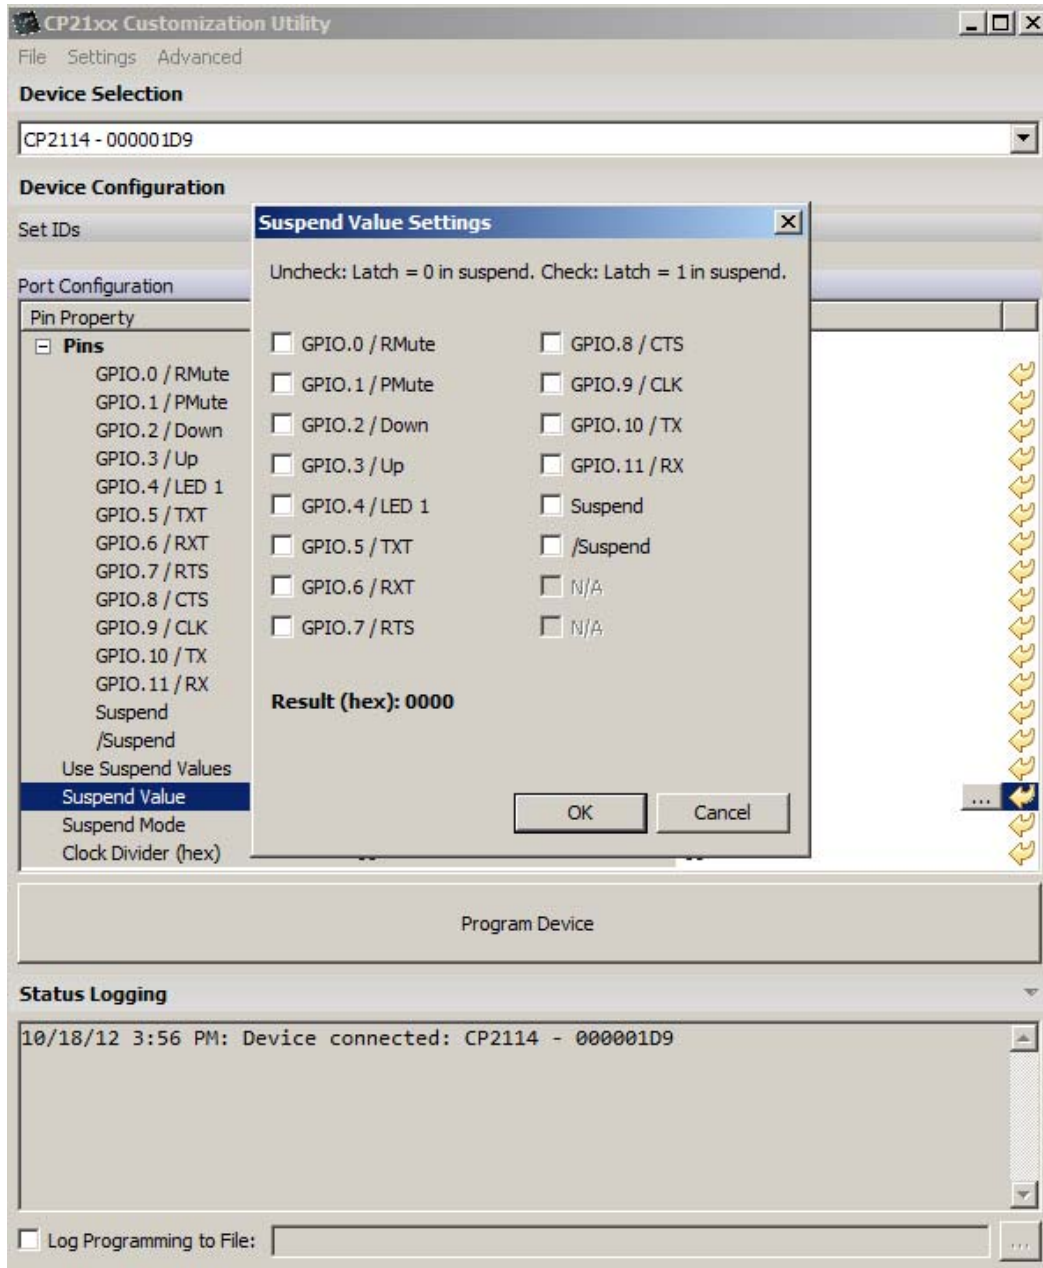 CP21xx Customization Utility
File Settings Advanced
Device Selection
CP2114 - 000001D9
Device Configuration
Set IDs
Port Configuration
Pin Property
Pins
GPIO.0 / RMute
GPIO.1 / PMute
GPIO.2 / Down
GPIO.3 / Up
GPIO.4 / LED 1
GPIO.5 / TXT
GPIO.6 / RXT
GPIO.7 / RTS
GPIO.8 / CTS
GPIO.9 / CLK
GPIO.10 / TX
GPIO.11 / RX
Suspend
/Suspend
Use Suspend Values
Suspend Value
...
Suspend Mode
Clock Divider (hex)
Suspend Value Settings
Uncheck: Latch = 0 in suspend. Check: Latch = 1 in suspend.
GPIO.0 / RMute
GPIO.1 / PMute
GPIO.2 / Down
GPIO.3 / Up
GPIO.4 / LED 1
GPIO.5 / TXT
GPIO.6 / RXT
GPIO.7 / RTS
GPIO.8 / CTS
GPIO.9 / CLK
GPIO.10 / TX
GPIO.11 / RX
Suspend
/Suspend
N/A
N/A
Result (hex): 0000
OK
Cancel
Program Device
Status Logging
10/18/12 3:56 PM: Device connected: CP2114 - 000001D9
Log Programming to File:
...